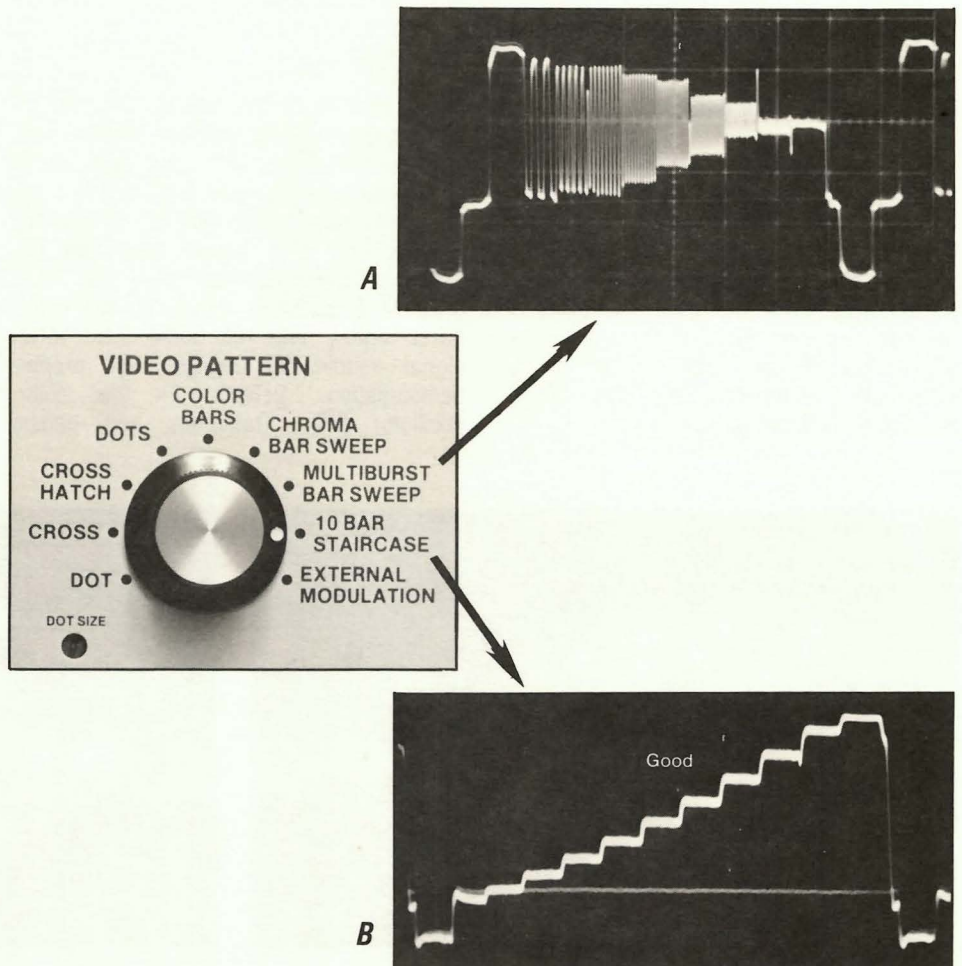 A
VIDEO PATTERN
COLOR
BARS
DOTS
CHROMA
BAR SWEEP
CROSS
HATCH
MULTIBURST
BAR SWEEP
CROSS
10 BAR
STAIRCASE
DOT
EXTERNAL
MODULATION
DOT SIZE
Good
B